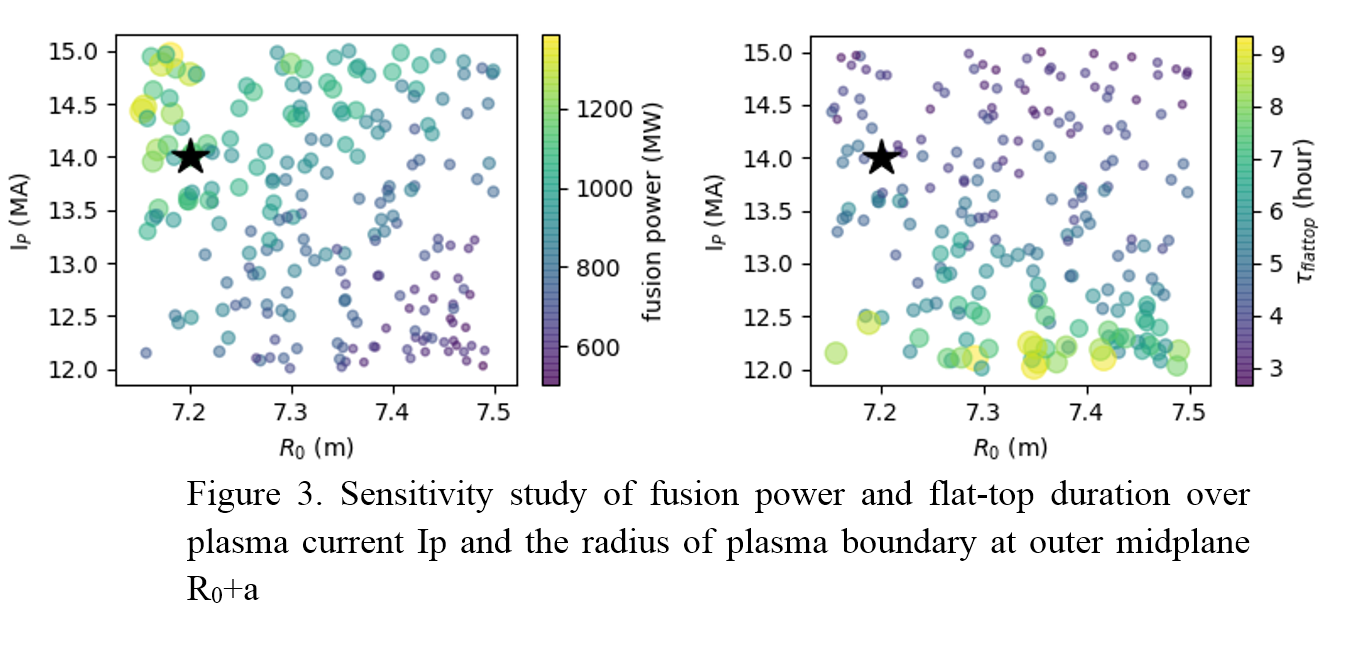 15.0
14.5
14.0
13.5
13.0
12.5
12.0
I_P (MA)
7.2 7.3 7.4 7.5
R_0 (m)
1200
1000
800
600
fusion power (MW)
15.0
14.5
14.0
13.5
13.0
12.5
12.0
I_P (MA)
7.2 7.3 7.4 7.5
R_0 (m)
9
8
7
6
5
4
3
τ_flattop (hour)
Figure 3. Sensitivity study of fusion power and flat-top duration over
plasma current Ip and the radius of plasma boundary at outer midplane
R₀+a